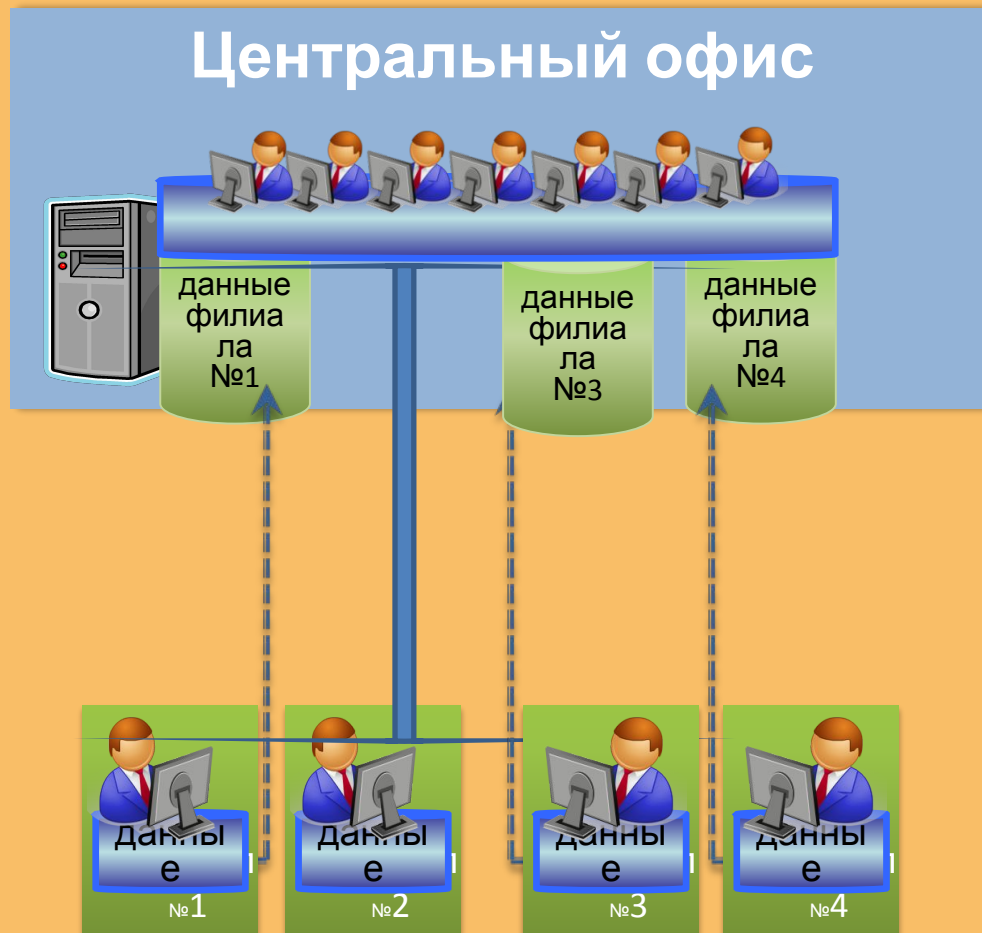 Центральный офис
данные
филиа
ла
№1
данные
филиа
ла
№3
данные
филиа
ла
№4
данны
е
№1
данны
е
№2
данны
е
№3
данны
е
№4